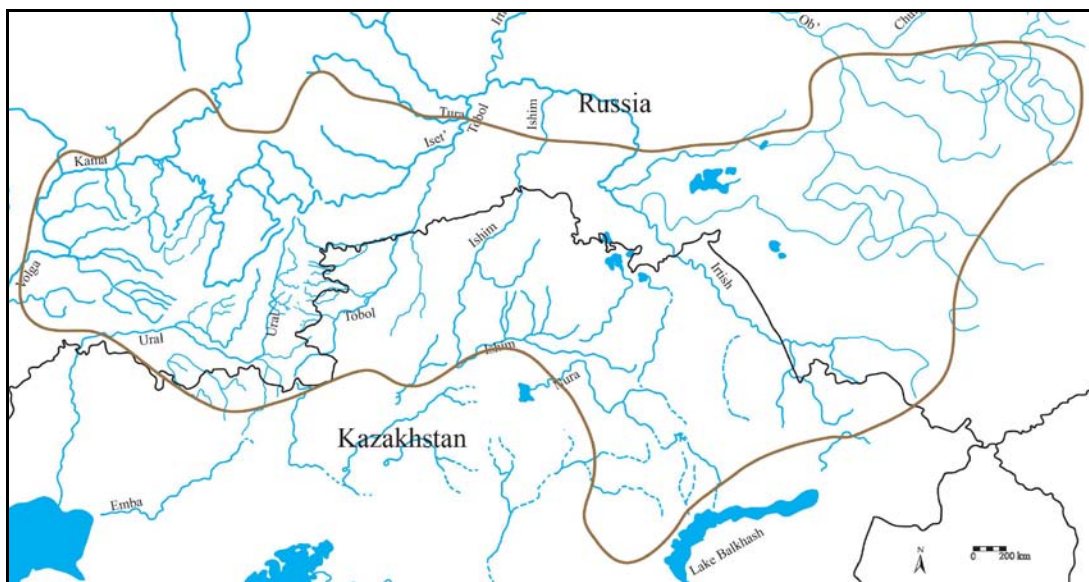 Ob'
Chu
Irt
Russia
Tura
Tobol
Ishim
Iset'
Kama
Ishim
Volga
Irtish
Ural
Tobol
Ural
Ishim
Nura
Kazakhstan
Emba
Lake Balkhash
N
0 200 km